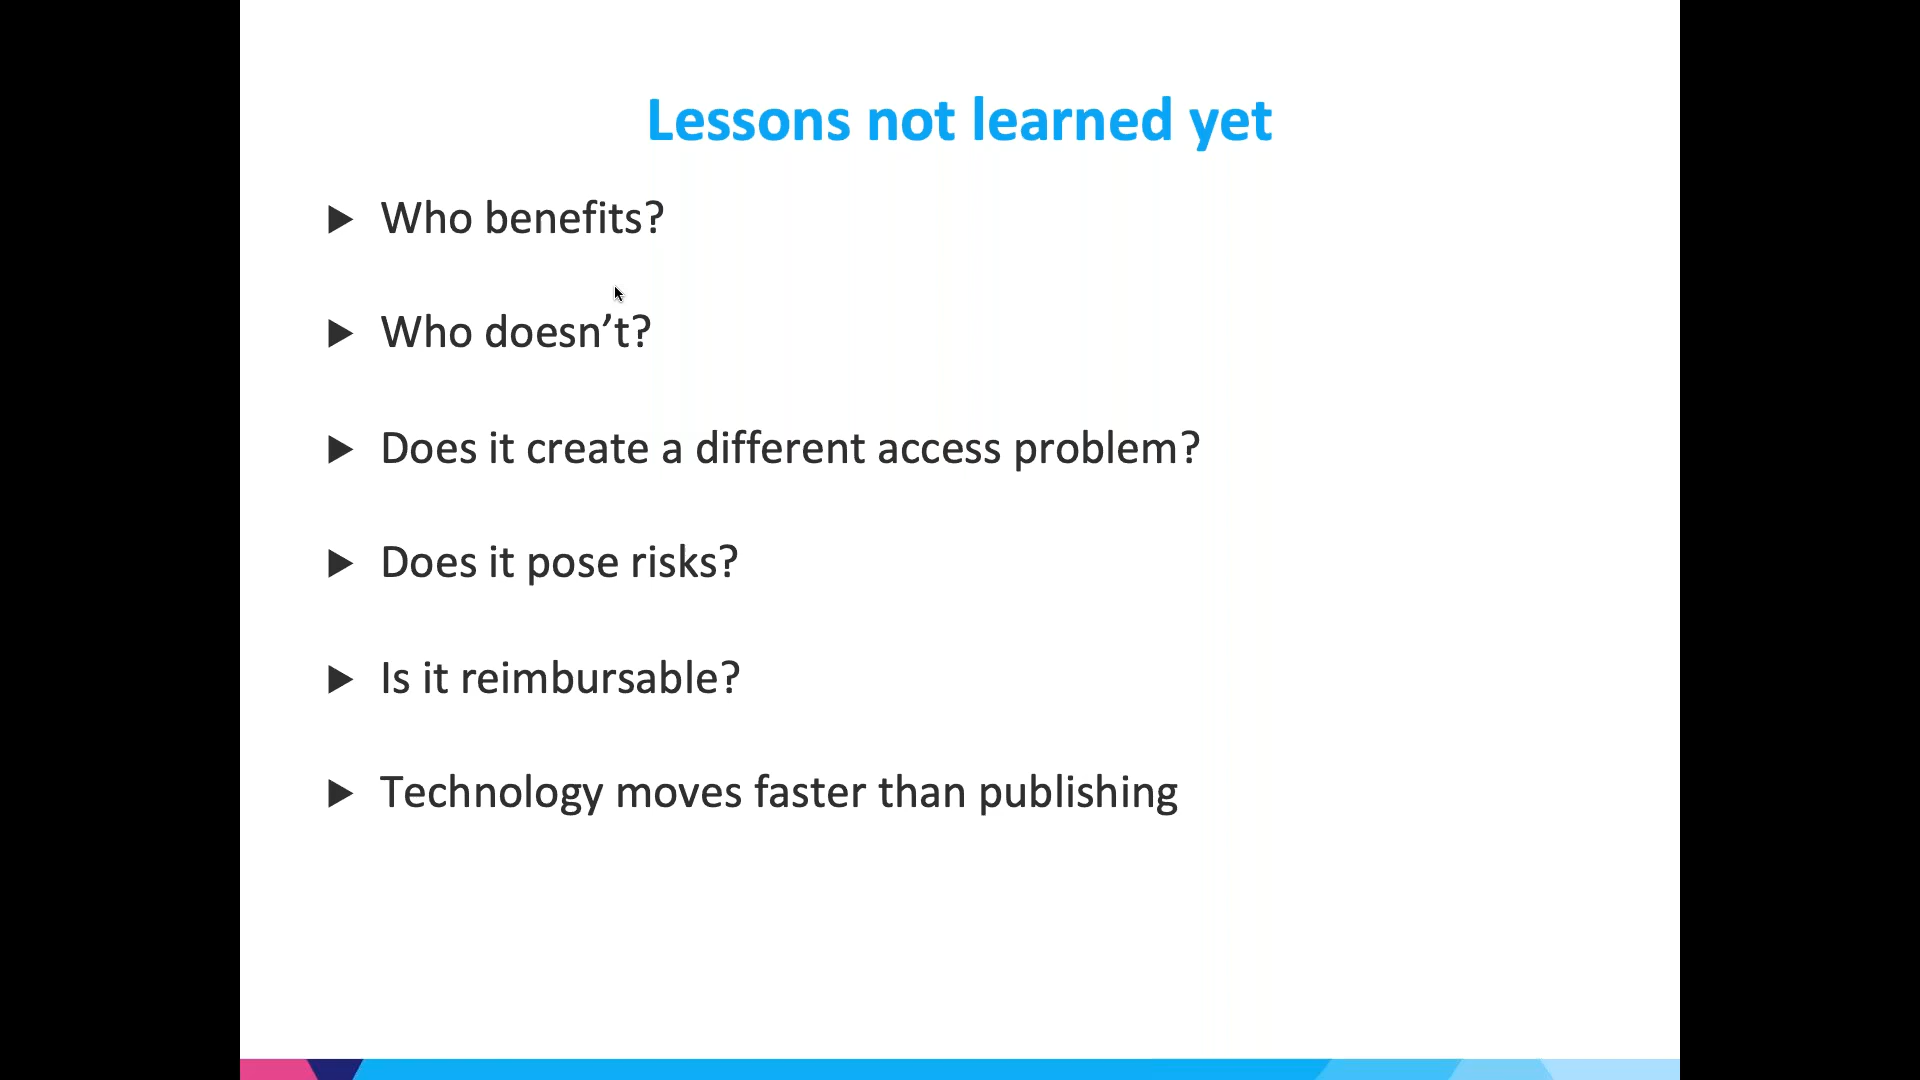 Lessons not learned yet
Who benefits?
Who doesn’t?
Does it create a different access problem?
Does it pose risks?
Is it reimbursable?
Technology moves faster than publishing